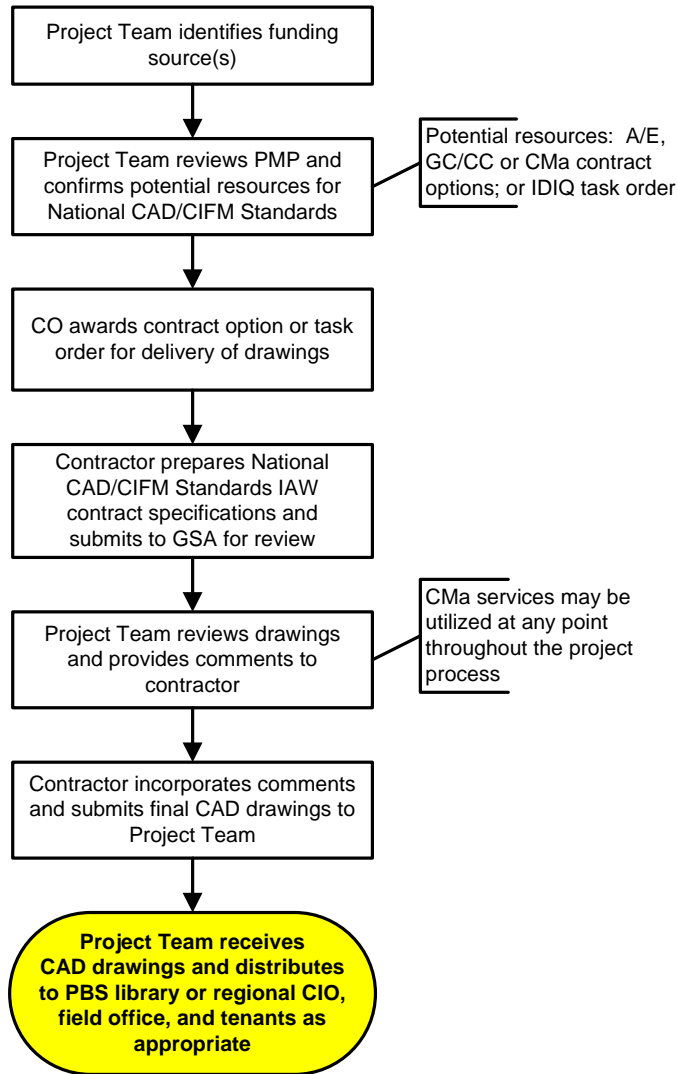 Project Team identifies funding
source(s)
Project Team reviews PMP and
confirms potential resources for
National CAD/CIFM Standards
Potential resources:  A/E,
GC/CC or CMa contract
options; or IDIQ task order
CO awards contract option or task
order for delivery of drawings
Contractor prepares National
CAD/CIFM Standards IAW
contract specifications and
submits to GSA for review
Project Team reviews drawings
and provides comments to
contractor
CMa services may be
utilized at any point
throughout the project
process
Contractor incorporates comments
and submits final CAD drawings to
Project Team
Project Team receives
CAD drawings and distributes
to PBS library or regional CIO,
field office, and tenants as
appropriate